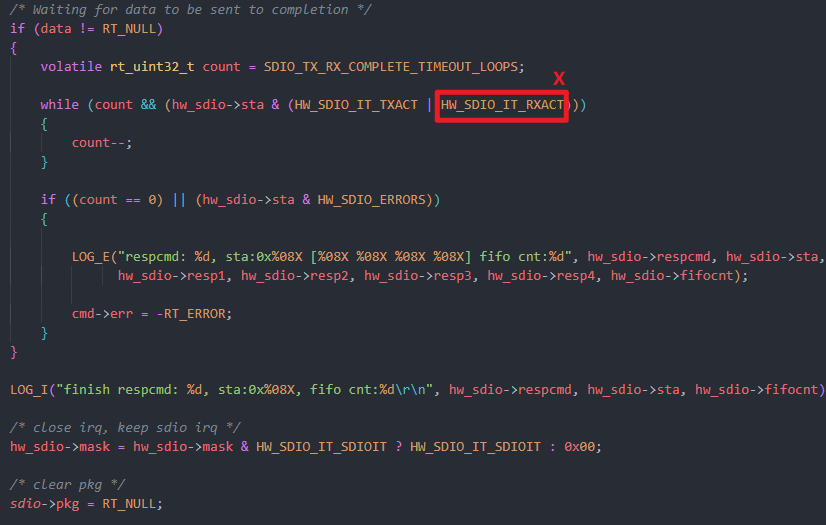 /* Waiting for data to be sent to completion */
if (data != RT_NULL)
{
volatile rt_uint32_t count = SDIO_TX_RX_COMPLETE_TIMEOUT_LOOPS;
X
while (count && (hw_sdio->sta & (HW_SDIO_IT_TXACT | HW_SDIO_IT_RXACT)))
{
count--;
}
if ((count == 0) || (hw_sdio->sta & HW_SDIO_ERRORS))
{
LOG_E("respcmd: %d, sta:0x%08X [%08X %08X %08X %08X] fifo cnt:%d", hw_sdio->respcmd, hw_sdio->sta,
hw_sdio->resp1, hw_sdio->resp2, hw_sdio->resp3, hw_sdio->resp4, hw_sdio->fifocnt);
cmd->err = -RT_ERROR;
}
}
LOG_I("finish respcmd: %d, sta:0x%08X, fifo cnt:%d\r\n", hw_sdio->respcmd, hw_sdio->sta, hw_sdio->fifocnt)
/* close irq, keep sdio irq */
hw_sdio->mask = hw_sdio->mask & HW_SDIO_IT_SDIOIT ? HW_SDIO_IT_SDIOIT : 0x00;
/* clear pkg */
sdio->pkg = RT_NULL;